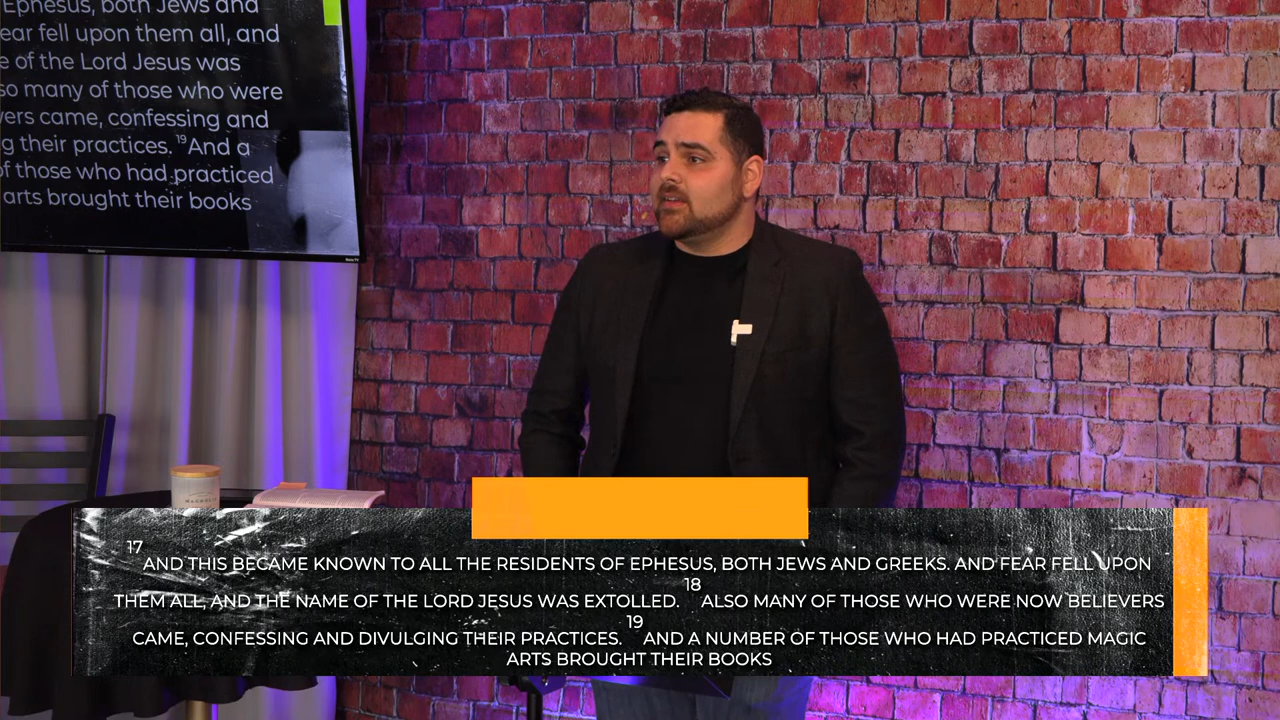 Ephesus, both Jews and
ear fell upon them all, and
e of the Lord Jesus was
so many of those who were
vers came, confessing and
g their practices. 19And a
of those who had practiced
arts brought their books
17
AND THIS BECAME KNOWN TO ALL THE RESIDENTS OF EPHESUS, BOTH JEWS AND GREEKS. AND FEAR FELL UPON
18
THEM ALL, AND THE NAME OF THE LORD JESUS WAS EXTOLLED. ALSO MANY OF THOSE WHO WERE NOW BELIEVERS
19
CAME, CONFESSING AND DIVULGING THEIR PRACTICES. AND A NUMBER OF THOSE WHO HAD PRACTICED MAGIC
ARTS BROUGHT THEIR BOOKS